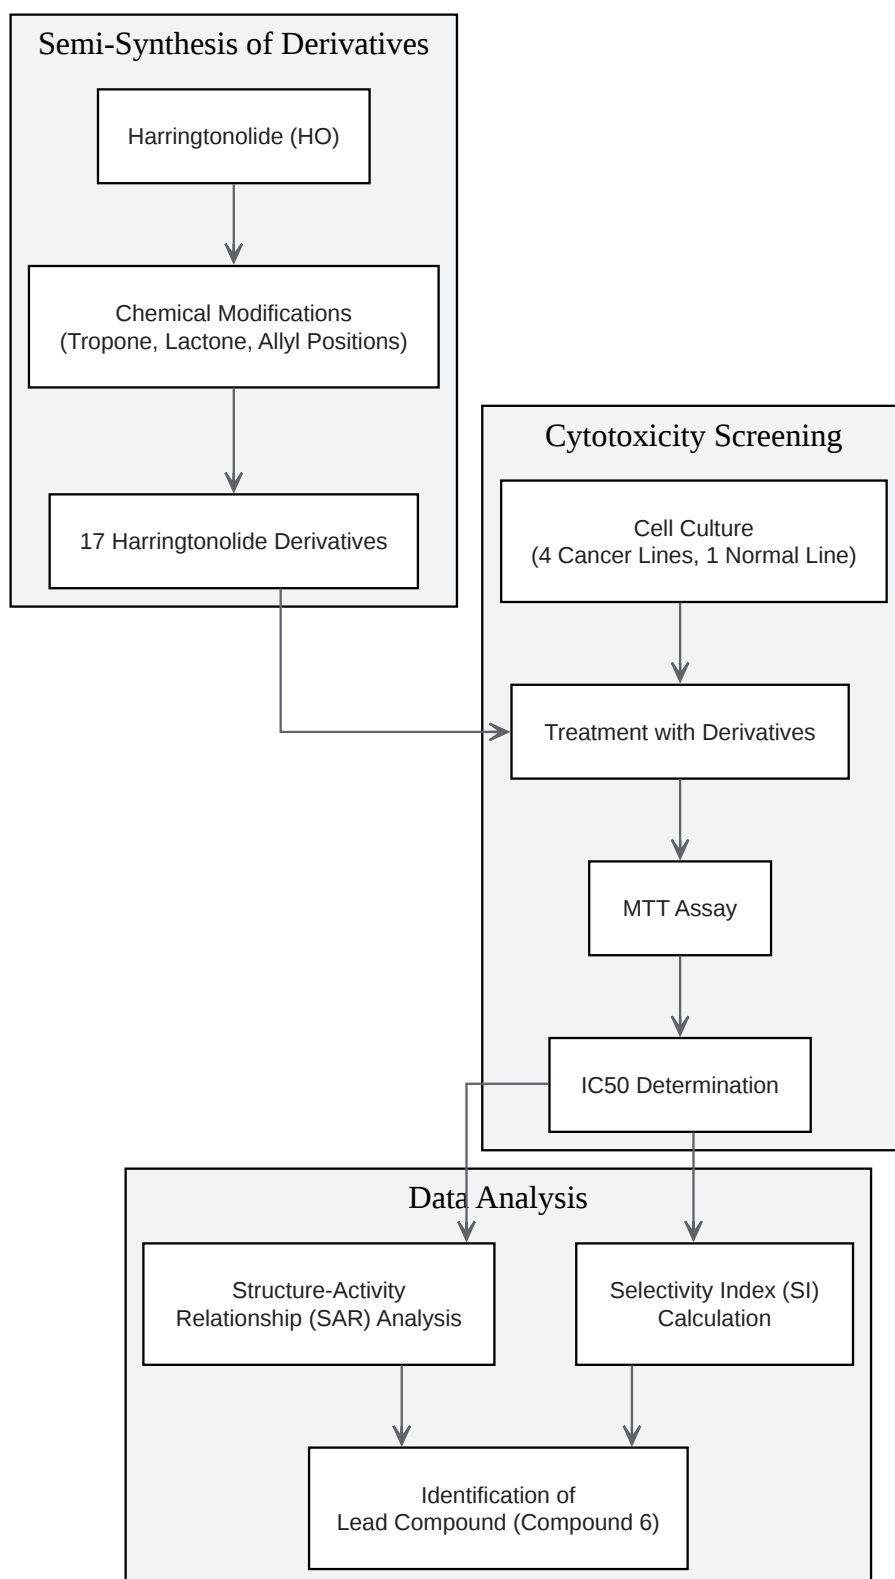 Semi-Synthesis of Derivatives
Harringtonolide (HO)
Chemical Modifications
(Tropone, Lactone, Allyl Positions)
17 Harringtonolide Derivatives
Cytotoxicity Screening
Cell Culture
(4 Cancer Lines, 1 Normal Line)
Treatment with Derivatives
MTT Assay
IC50 Determination
Data Analysis
Structure-Activity
Relationship (SAR) Analysis
Selectivity Index (SI)
Calculation
Identification of
Lead Compound (Compound 6)